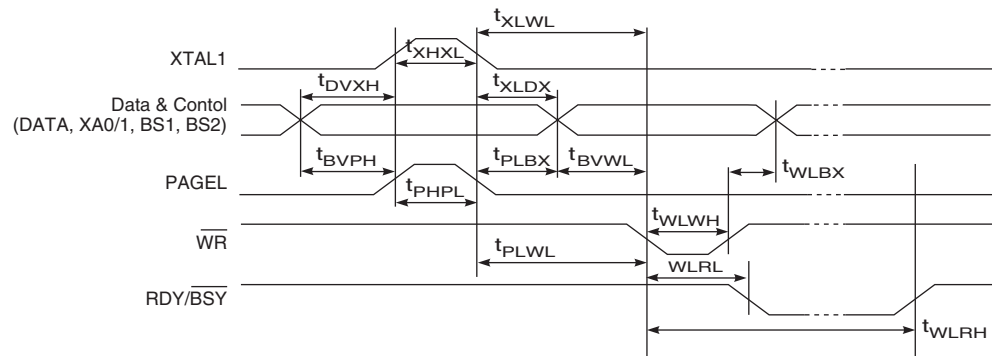 tXLWL
XTAL1
tXHXL
tDVXH
tXLDX
Data & Contol
(DATA, XA0/1, BS1, BS2)
tBVPH
tPLBX
tBVWL
tWLBX
PAGEL
tPHPL
tWLWH
WR
tPLWL
WLRL
RDY/BSY
tWLRH